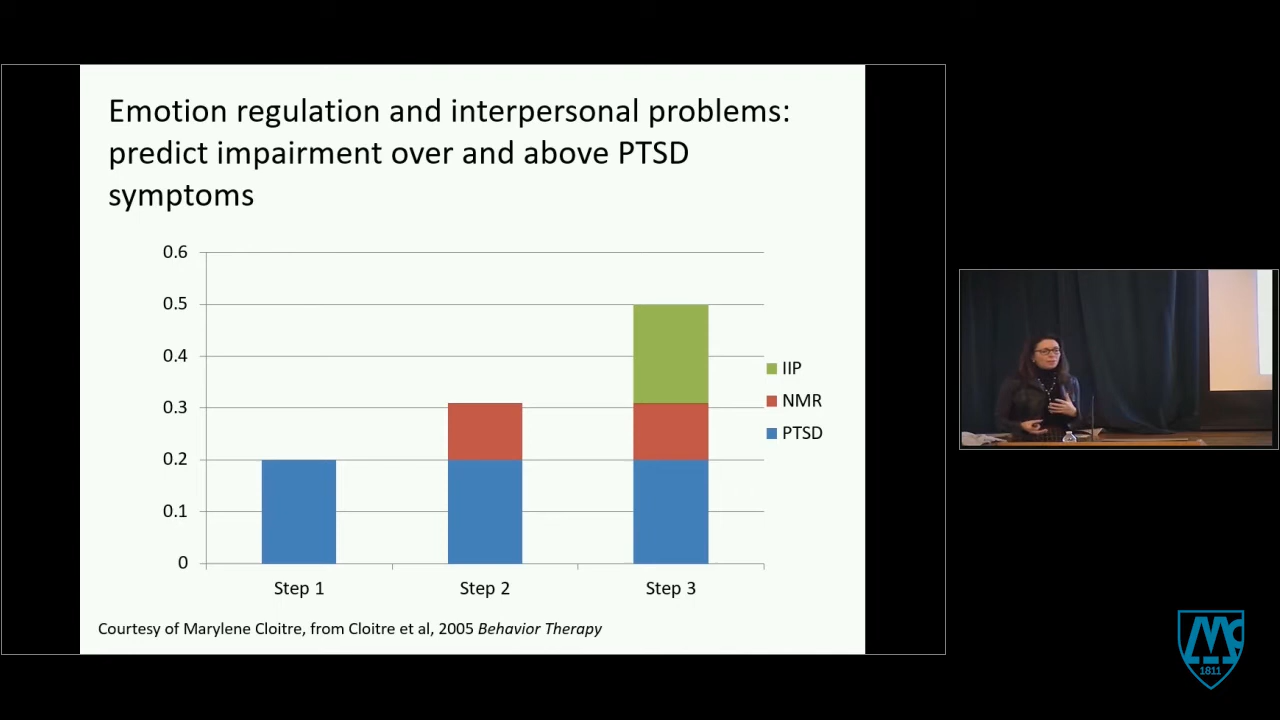 Emotion regulation and interpersonal problems:
predict impairment over and above PTSD
symptoms
0.6
0.5
0.4
0.3
0.2
0.1
0
IIP
NMR
PTSD
Step 1
Step 2
Step 3
Courtesy of Marylene Cloitre, from Cloitre et al, 2005 Behavior Therapy
Mc
1811